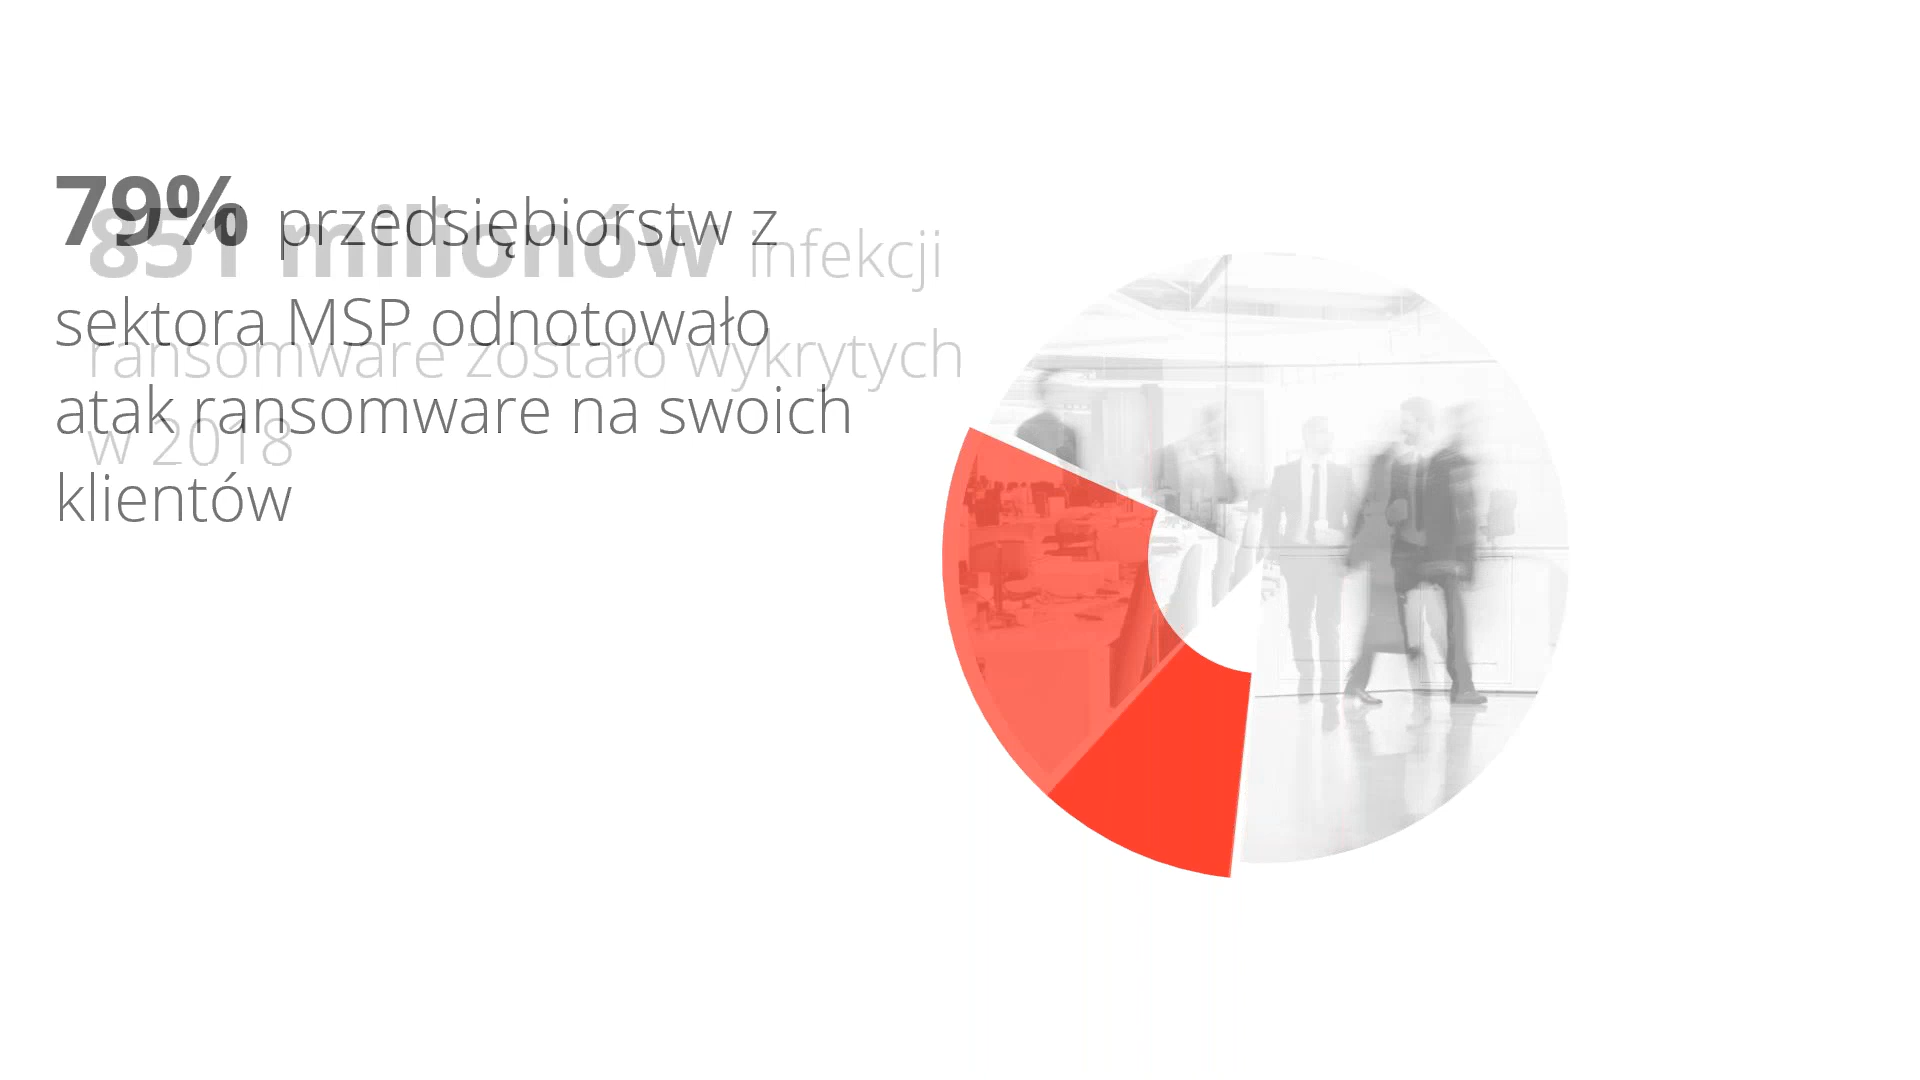 79% przedsiębiorstw z
sektora MSP odnotowało
atak ransomware na swoich
klientów
851 milionów infekcji
ransomware zostało wykrytych
w 2018